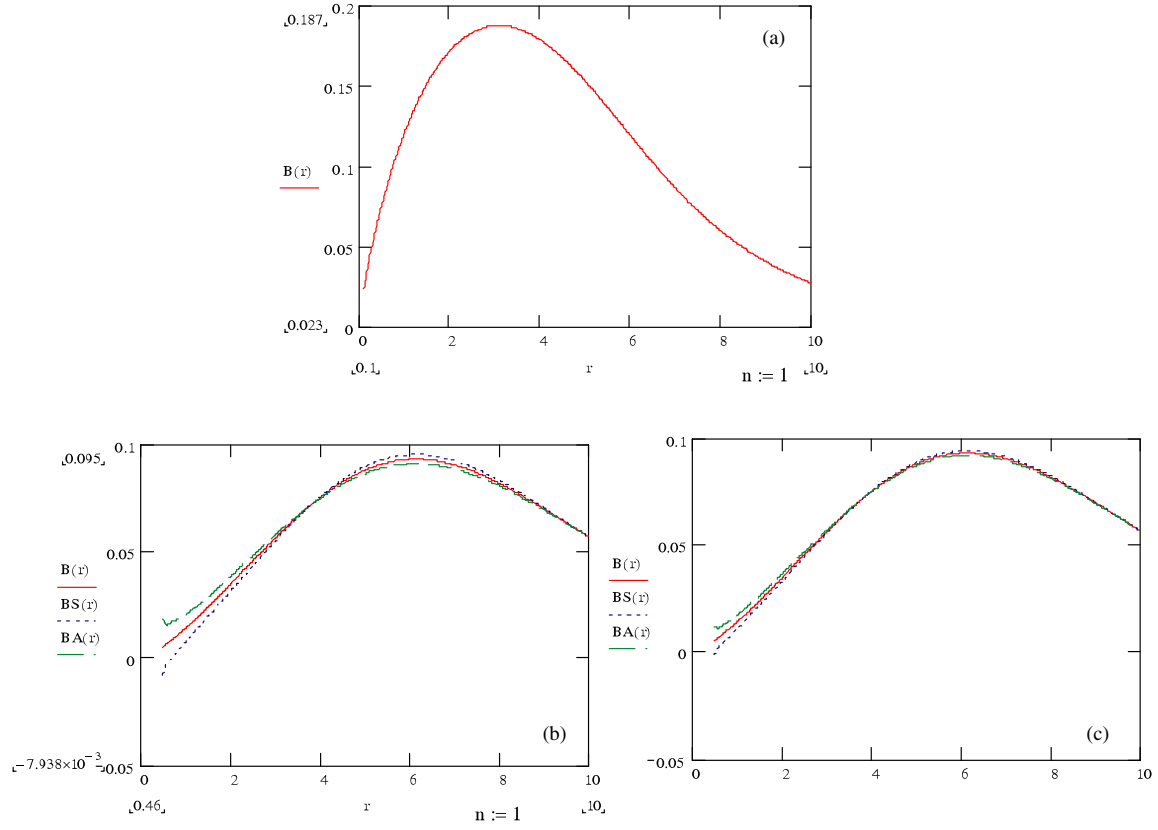 ⌞0.187⌟
0.2
(a)
0.15
0.1
B(r)
0.05
⌞0.023⌟
0
0 2 4 6 8 10
⌞0.1⌟ r n := 1 ⌞10⌟
0.1
⌞0.095⌟
0.05
B(r)
BS(r)
BA(r)
0
(b)
⌞-7.938×10⁻³⌟
-0.05
0 2 4 6 8 10
⌞0.46⌟ r n := 1 ⌞10⌟
0.1
0.05
B(r)
BS(r)
BA(r)
0
(c)
-0.05
0 2 4 6 8 10